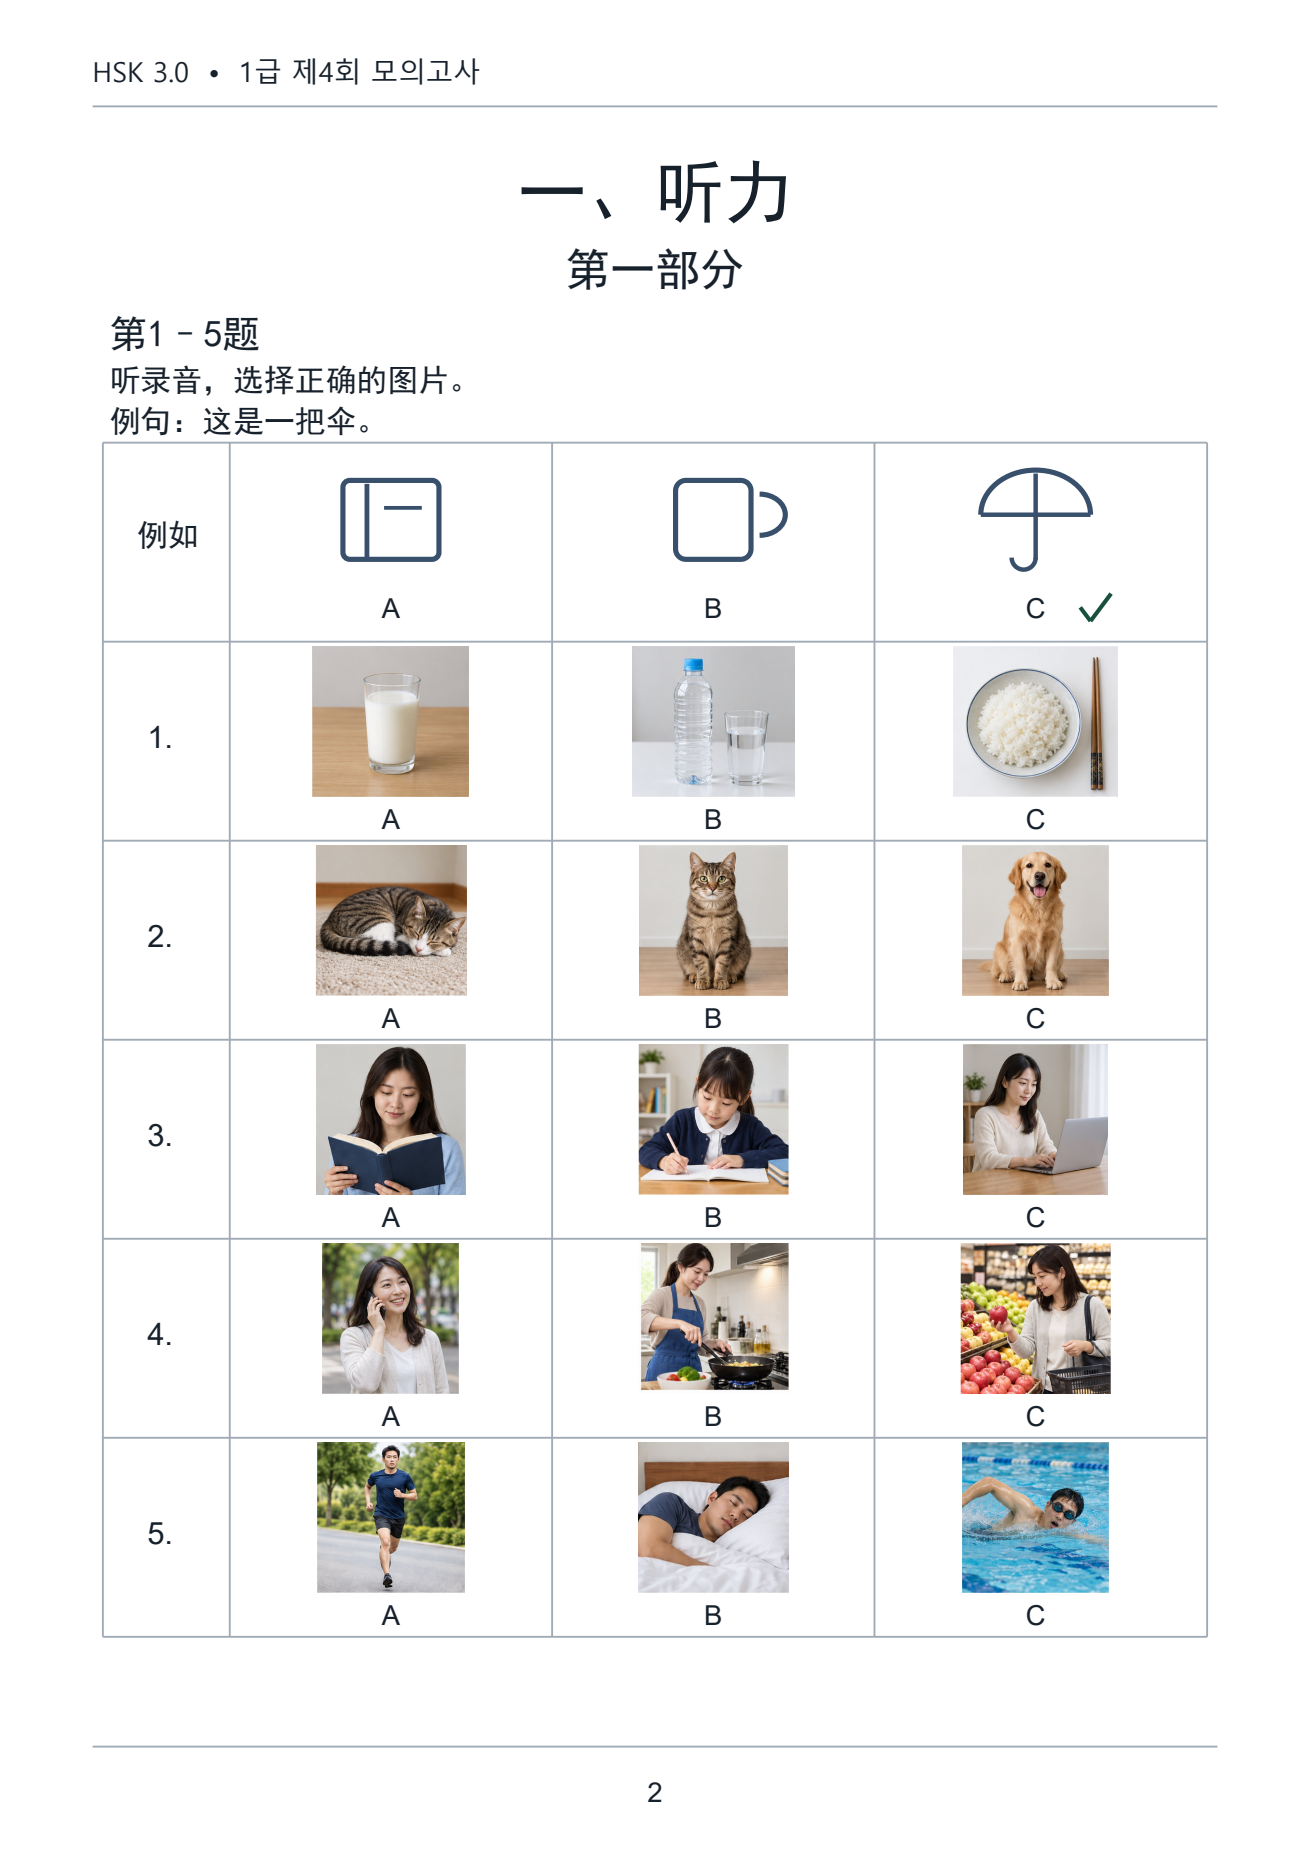 HSK 3.0 • 1급 제4회 모의고사
一、听力
第一部分
第1－5题
听录音，选择正确的图片。
例句：这是一把伞。
例如
A B C
1.
A B C
2.
A B C
3.
A B C
4.
A B C
5.
A B C
2